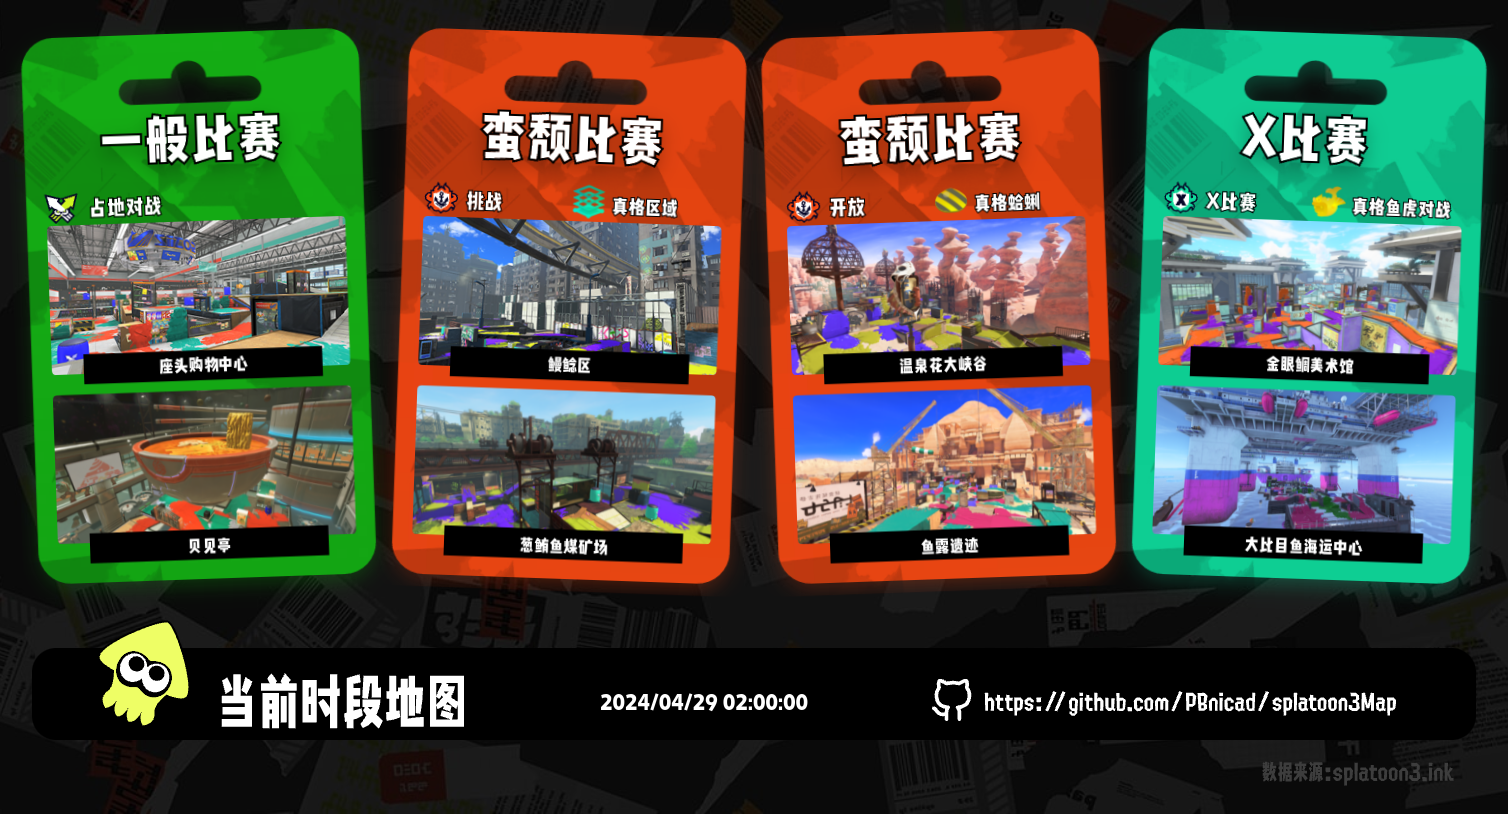 一般比赛
占地对战
座头购物中心
贝见亭
蛮颓比赛
挑战
真格区域
鳗鲶区
葱鲔鱼煤矿场
蛮颓比赛
开放
真格蛤蜊
温泉花大峡谷
鱼露遗迹
X比赛
X比赛
真格鱼虎对战
金眼鲷美术馆
大比目鱼海运中心
当前时段地图
2024/04/29 02:00:00
https://github.com/PBnicad/splatoon3Map
数据来源:splatoon3.ink